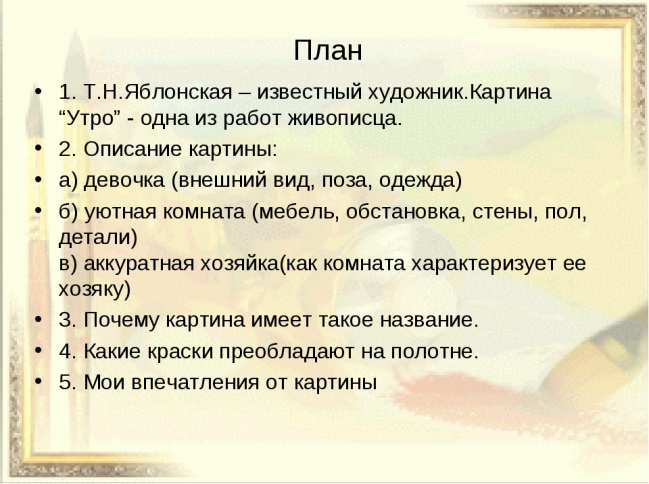 План
• 1. Т.Н.Яблонская – известный художник.Картина
“Утро” - одна из работ живописца.
• 2. Описание картины:
• а) девочка (внешний вид, поза, одежда)
• б) уютная комната (мебель, обстановка, стены, пол,
детали)
в) аккуратная хозяйка(как комната характеризует ее
хозяку)
• 3. Почему картина имеет такое название.
• 4. Какие краски преобладают на полотне.
• 5. Мои впечатления от картины